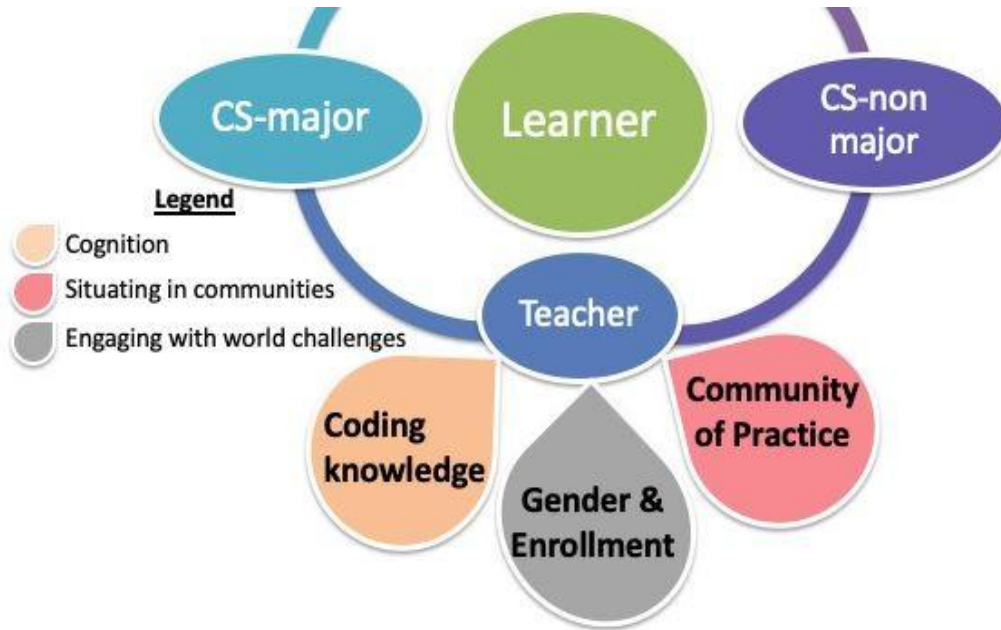 CS-major
Learner
CS-non
major
Legend
Cognition
Situating in communities
Engaging with world challenges
Teacher
Coding
knowledge
Gender &
Enrollment
Community
of Practice